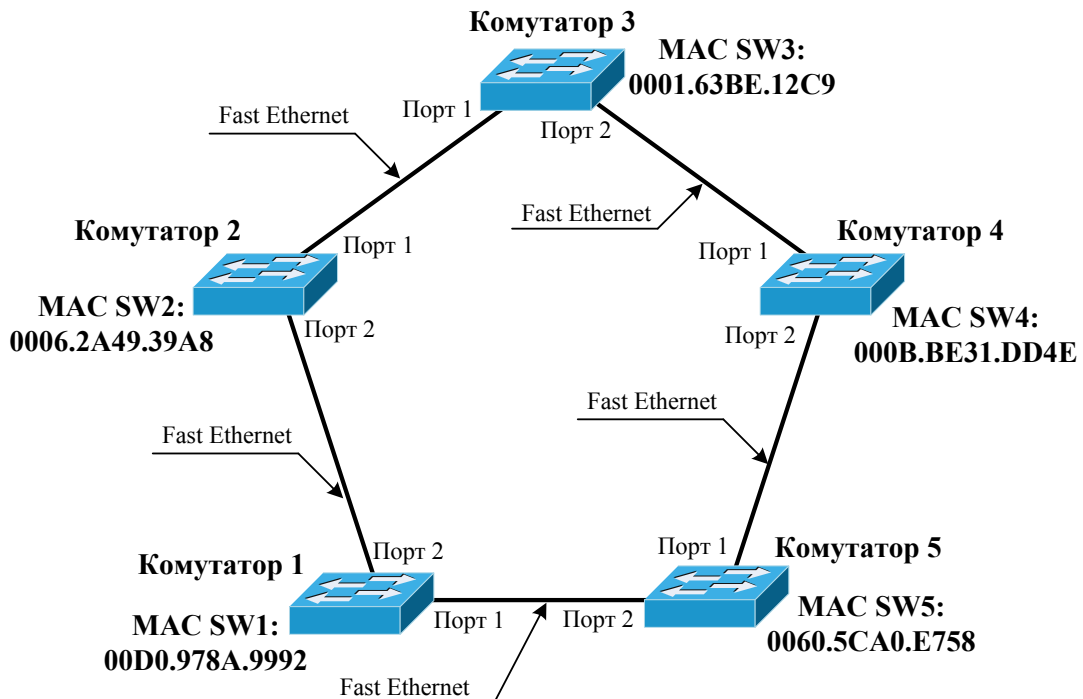 Комутатор 3
MAC SW3:
0001.63BE.12C9
Fast Ethernet
Порт 1
Порт 2
Fast Ethernet
Комутатор 2
Порт 1
MAC SW2:
0006.2A49.39A8
Порт 2
Комутатор 4
Порт 1
MAC SW4:
000B.BE31.DD4E
Порт 2
Fast Ethernet
Fast Ethernet
Комутатор 1
Порт 2
MAC SW1:
00D0.978A.9992
Порт 1
Fast Ethernet
Порт 1
Комутатор 5
Порт 2
MAC SW5:
0060.5CA0.E758